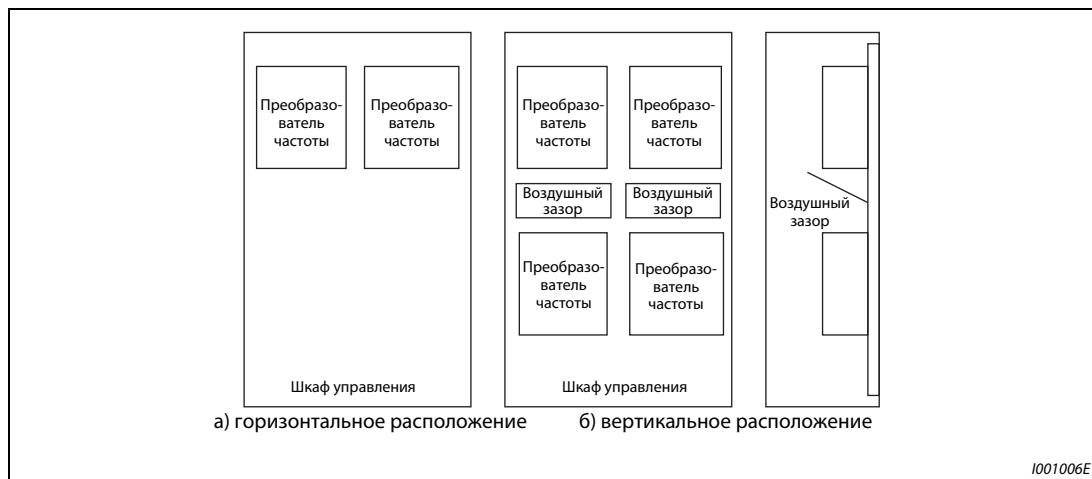 Преобразо-
ватель
частоты
Преобразо-
ватель
частоты
Шкаф управления
а) горизонтальное расположение
Преобразо-
ватель
частоты
Преобразо-
ватель
частоты
Воздушный
зазор
Воздушный
зазор
Преобразо-
ватель
частоты
Преобразо-
ватель
частоты
Шкаф управления
Воздушный
зазор
б) вертикальное расположение
I001006E